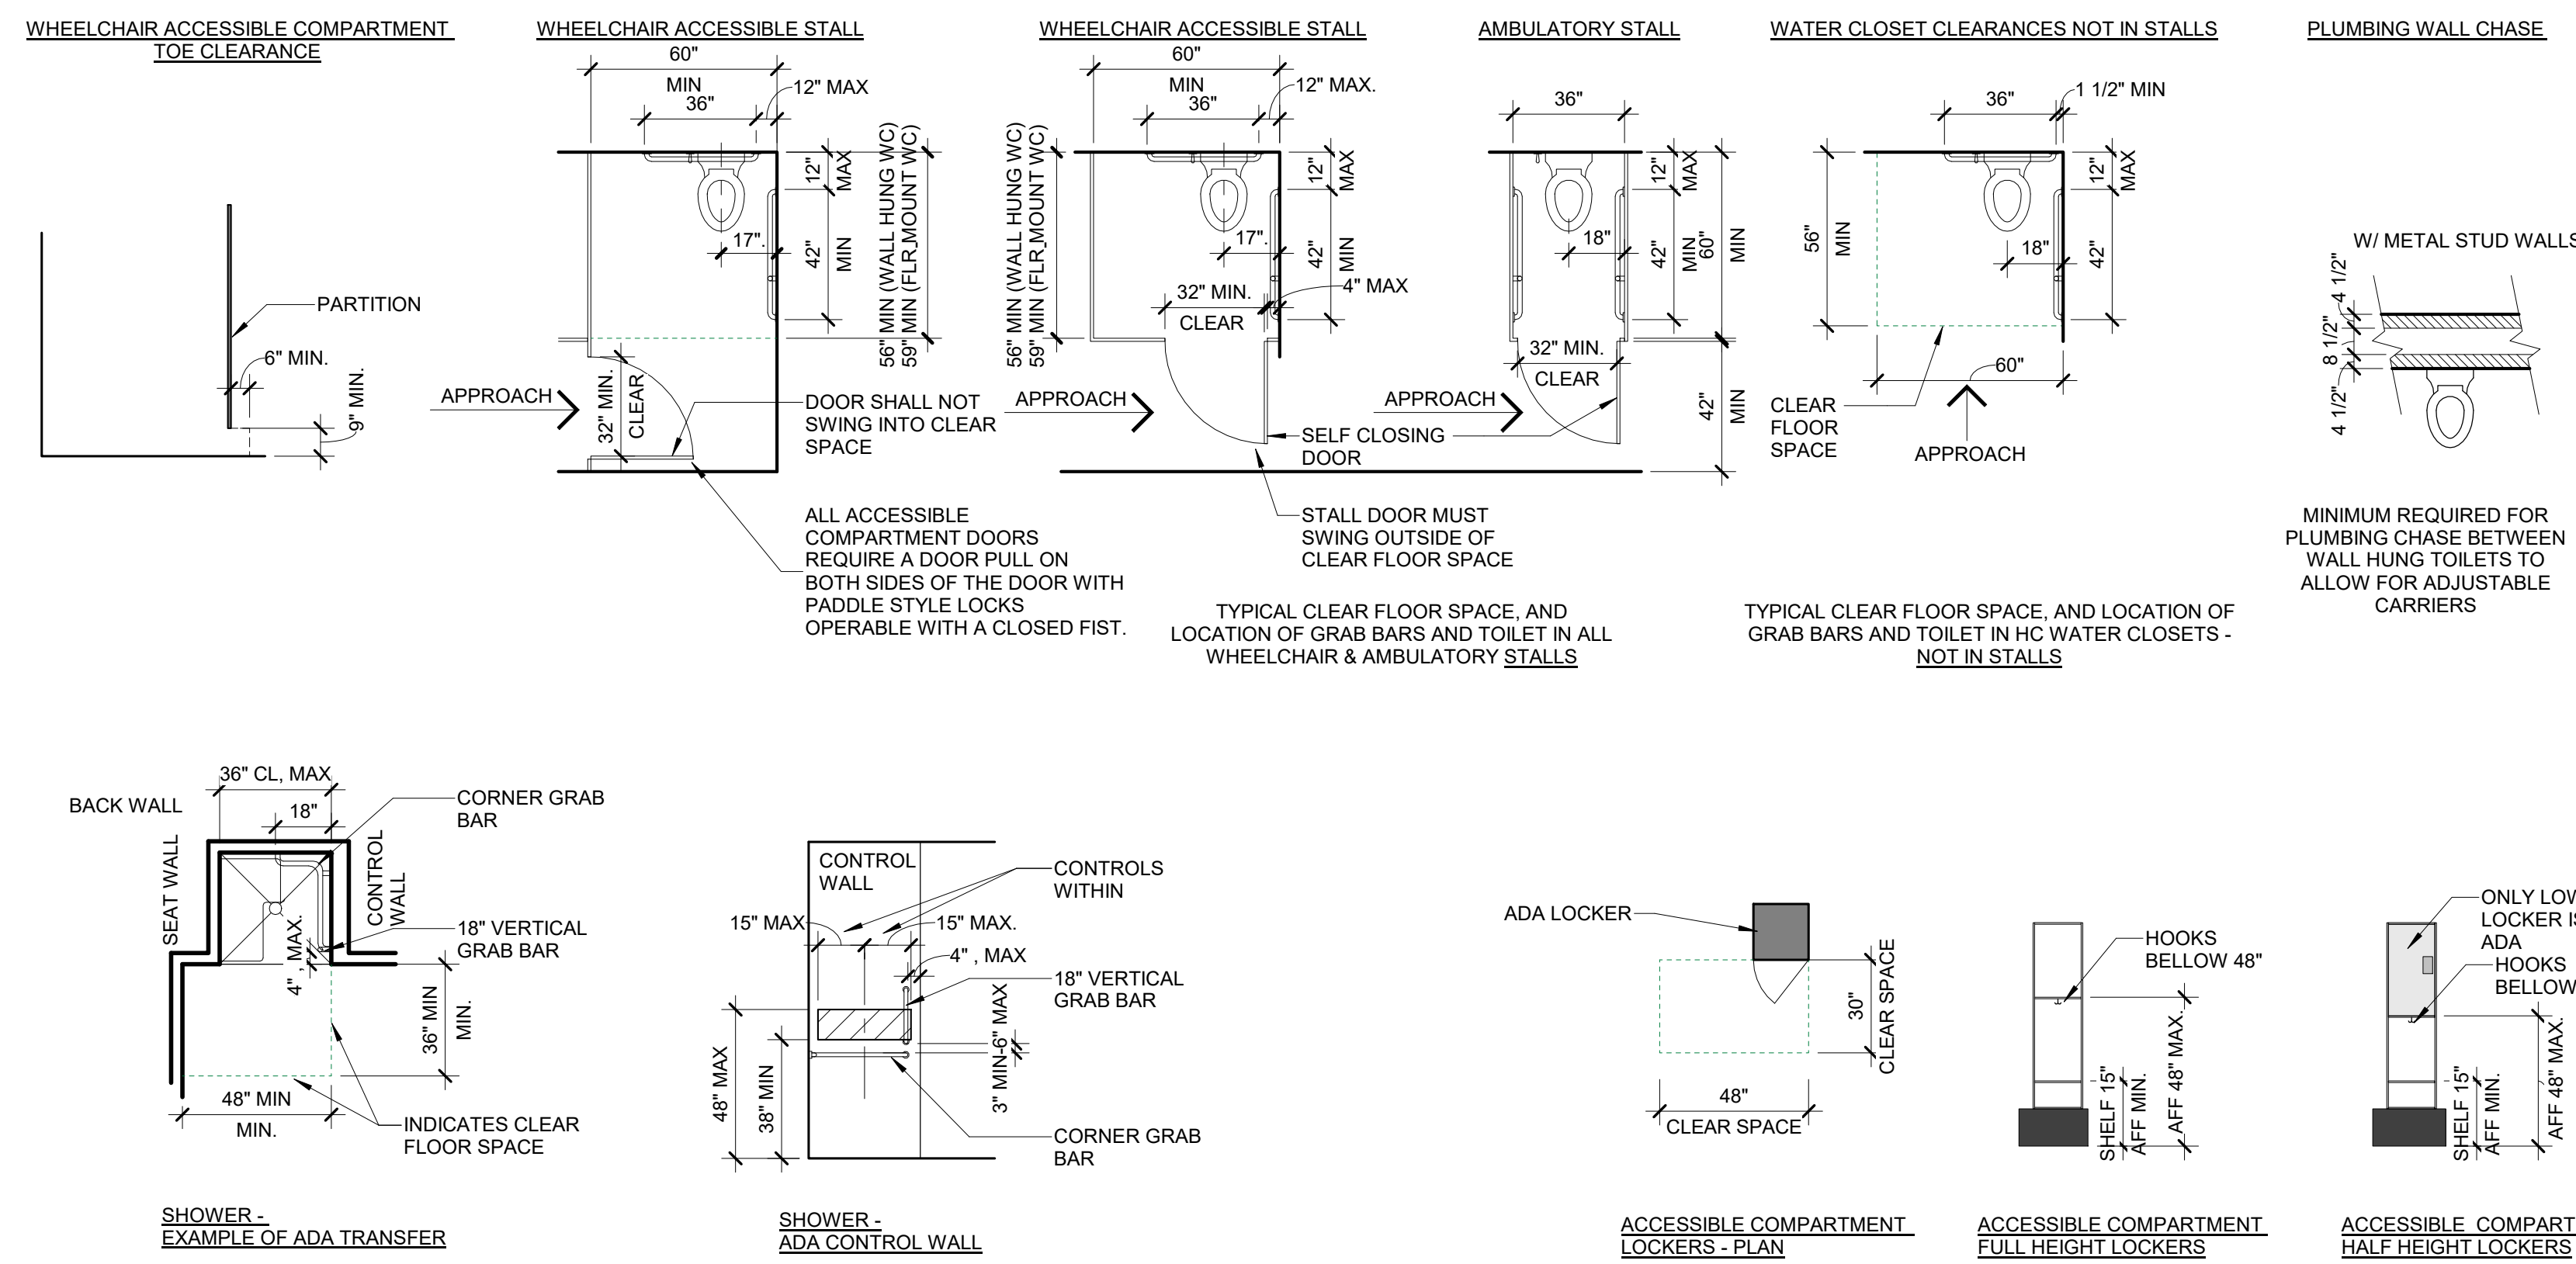 WHEELCHAIR ACCESSIBLE COMPARTMENT
TOE CLEARANCE
PARTITION
6" MIN.
9" MIN.
WHEELCHAIR ACCESSIBLE STALL
60"
MIN
36"
12" MAX
12"
MAX
42"
MIN
17".
56" MIN (WALL HUNG WC)
59" MIN (FLR MOUNT WC)
32" MIN.
CLEAR
APPROACH
DOOR SHALL NOT
SWING INTO CLEAR
SPACE
ALL ACCESSIBLE
COMPARTMENT DOORS
REQUIRE A DOOR PULL ON
BOTH SIDES OF THE DOOR WITH
PADDLE STYLE LOCKS
OPERABLE WITH A CLOSED FIST.
WHEELCHAIR ACCESSIBLE STALL
60"
MIN
36"
12" MAX.
56" MIN (WALL HUNG WC)
59" MIN (FLR MOUNT WC)
12"
MAX
42"
MIN
17".
32" MIN.
CLEAR
4" MAX
APPROACH
SELF CLOSING
DOOR
STALL DOOR MUST
SWING OUTSIDE OF
CLEAR FLOOR SPACE
AMBULATORY STALL
36"
12"
MAX
42"
MIN
60"
MIN
18"
32" MIN.
CLEAR
42"
MIN
APPROACH
TYPICAL CLEAR FLOOR SPACE, AND
LOCATION OF GRAB BARS AND TOILET IN ALL
WHEELCHAIR & AMBULATORY STALLS
WATER CLOSET CLEARANCES NOT IN STALLS
36"
1 1/2" MIN
56"
MIN
12"
MAX
42"
18"
60"
CLEAR
FLOOR
SPACE
APPROACH
TYPICAL CLEAR FLOOR SPACE, AND LOCATION OF
GRAB BARS AND TOILET IN HC WATER CLOSETS -
NOT IN STALLS
PLUMBING WALL CHASE
W/ METAL STUD WALLS
4 1/2"
8 1/2"
4 1/2"
MINIMUM REQUIRED FOR
PLUMBING CHASE BETWEEN
WALL HUNG TOILETS TO
ALLOW FOR ADJUSTABLE
CARRIERS
36" CL, MAX
18"
BACK WALL
SEAT WALL
CONTROL
WALL
CORNER GRAB
BAR
18" VERTICAL
GRAB BAR
4" , MAX.
36" MIN
MIN.
48" MIN
MIN.
INDICATES CLEAR
FLOOR SPACE
SHOWER -
EXAMPLE OF ADA TRANSFER
CONTROL
WALL
CONTROLS
WITHIN
15" MAX
15" MAX.
4" , MAX
18" VERTICAL
GRAB BAR
48" MAX
38" MIN
3" MIN-6" MAX
CORNER GRAB
BAR
SHOWER -
ADA CONTROL WALL
ADA LOCKER
30"
CLEAR SPACE
48"
CLEAR SPACE
ACCESSIBLE COMPARTMENT
LOCKERS - PLAN
HOOKS
BELLOW 48"
SHELF 15"
AFF MIN.
AFF 48" MAX.
ACCESSIBLE COMPARTMENT
FULL HEIGHT LOCKERS
ONLY LOW
LOCKER IS
ADA
HOOKS
BELLOW
SHELF 15"
AFF MIN.
AFF 48" MAX.
ACCESSIBLE COMPART
HALF HEIGHT LOCKERS